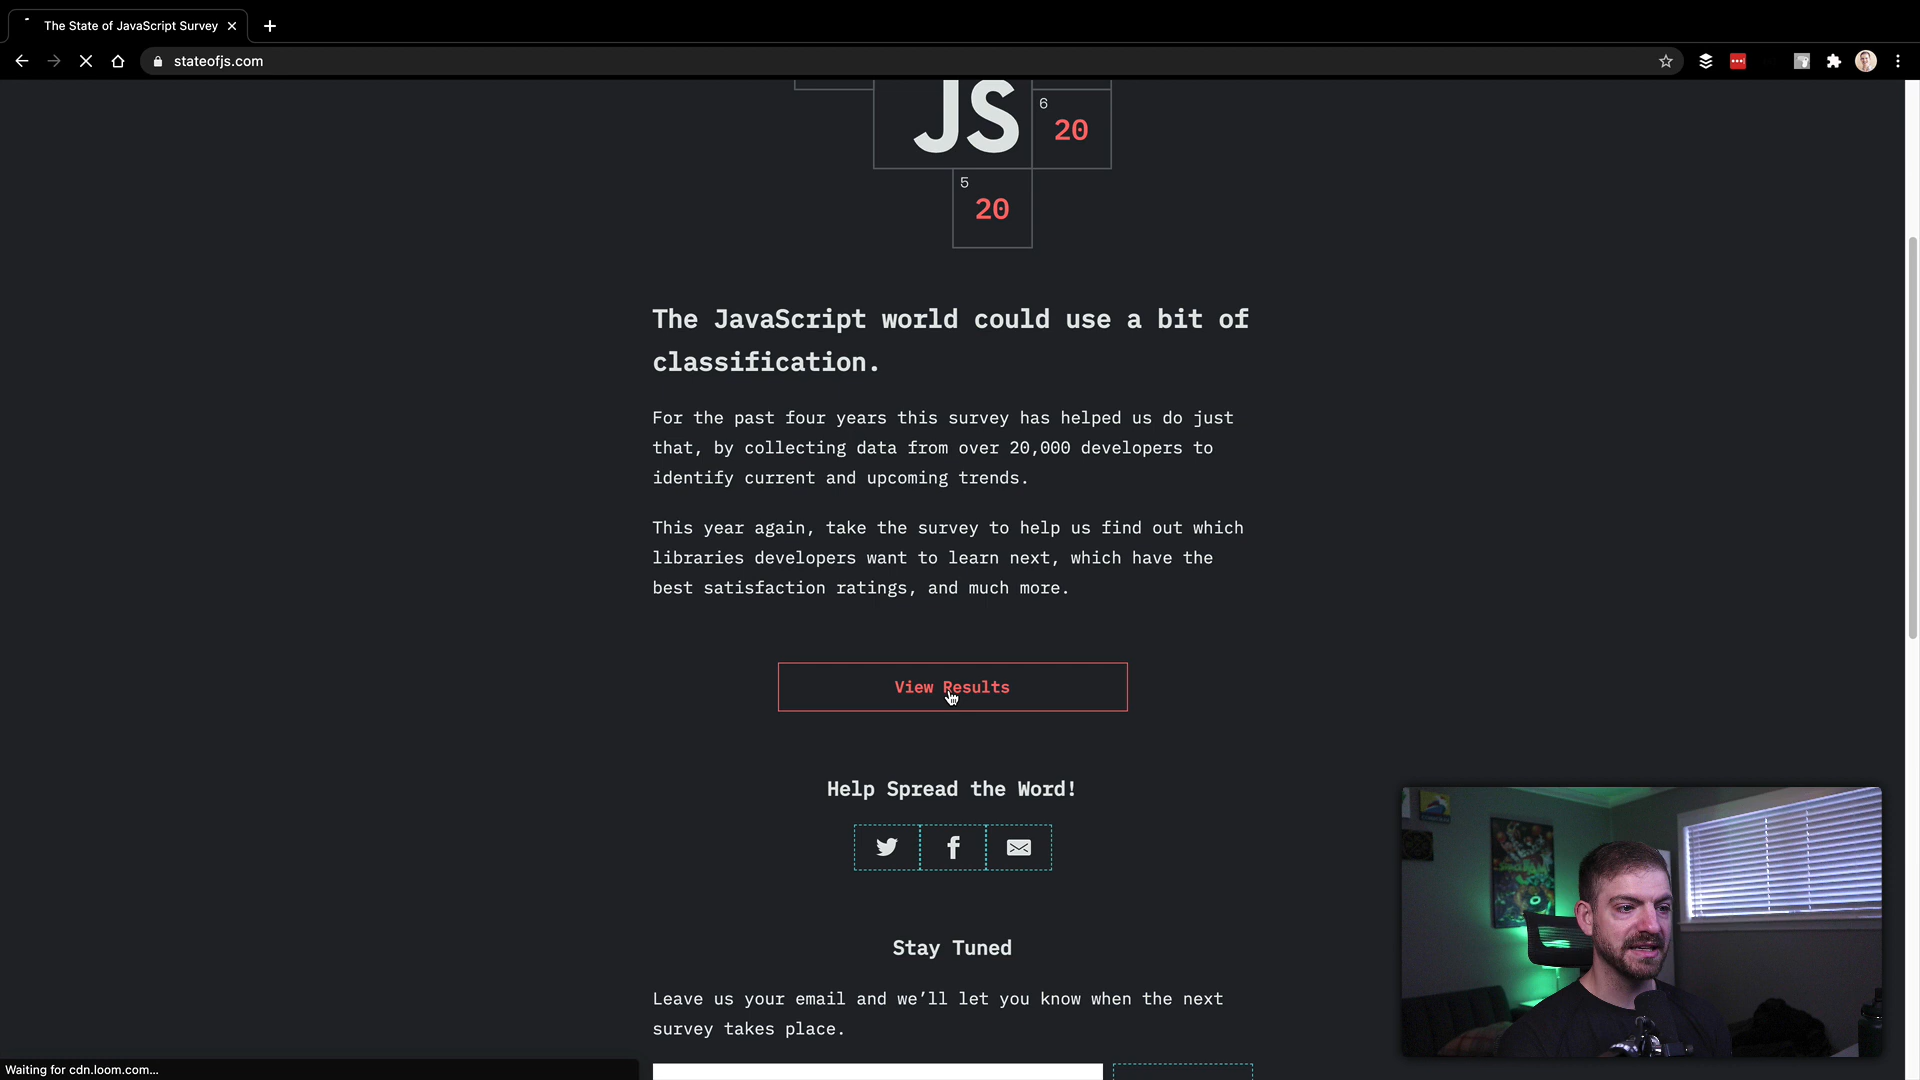 The State of JavaScript Survey
stateofjs.com
JS
6
20
5
20
The JavaScript world could use a bit of
classification.
For the past four years this survey has helped us do just
that, by collecting data from over 20,000 developers to
identify current and upcoming trends.
This year again, take the survey to help us find out which
libraries developers want to learn next, which have the
best satisfaction ratings, and much more.
View Results
Help Spread the Word!
Stay Tuned
Leave us your email and we’ll let you know when the next
survey takes place.
Waiting for cdn.loom.com...